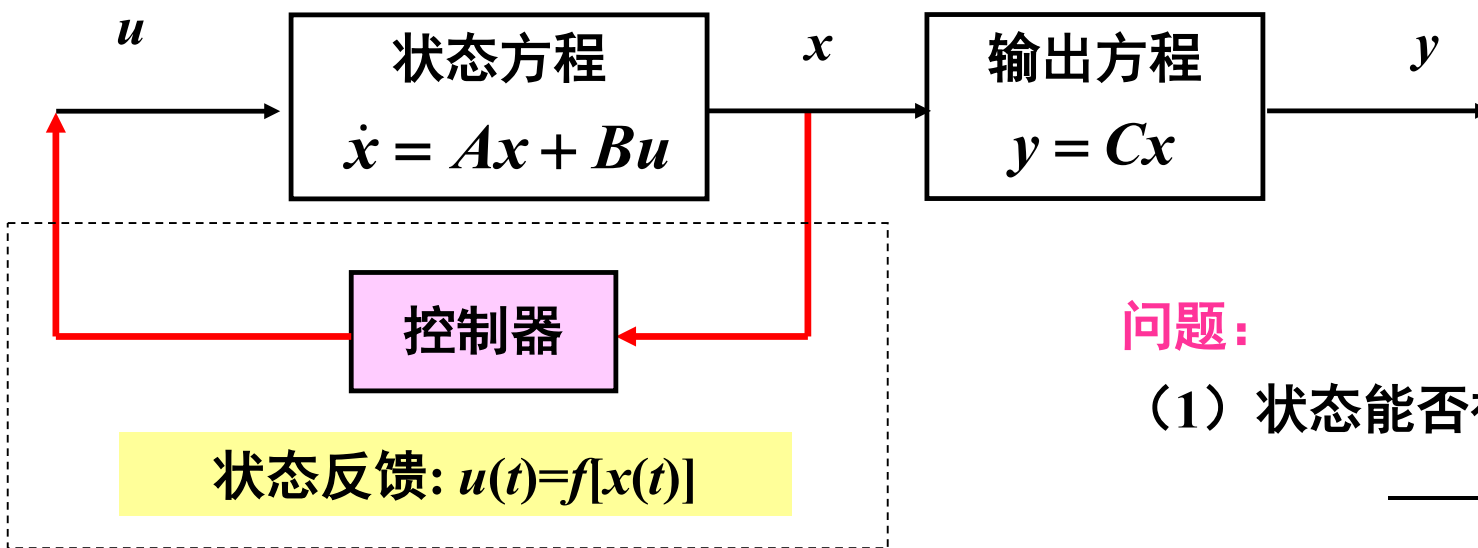 u
状态方程
ẋ = Ax + Bu
x
输出方程
y = Cx
y
控制器
状态反馈: u(t)=f[x(t)]
问题：
（1）状态能否